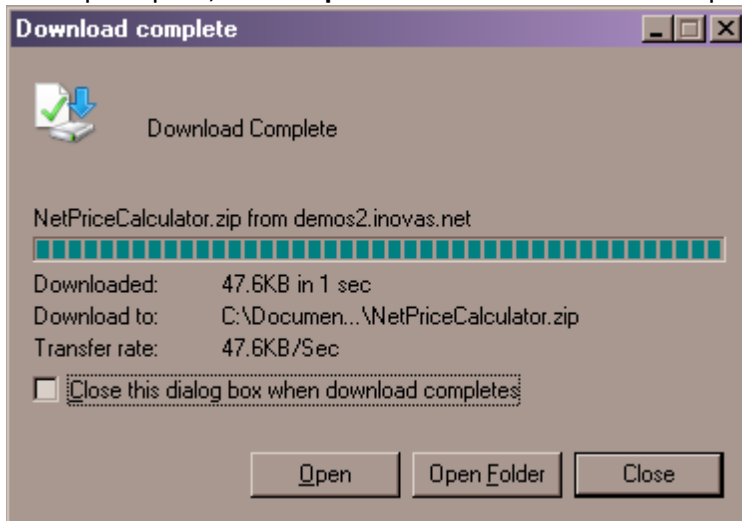 Download complete
Download Complete
NetPriceCalculator.zip from demos2.inovas.net
Downloaded: 47.6KB in 1 sec
Download to: C:\Documen...\NetPriceCalculator.zip
Transfer rate: 47.6KB/Sec
Close this dialog box when download completes
Open Open Folder Close